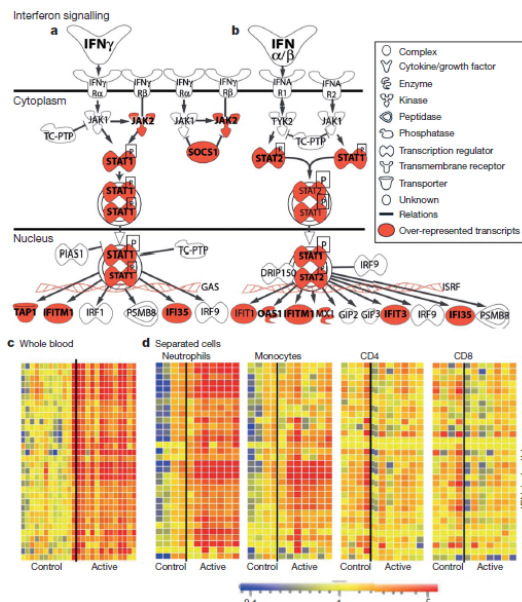 Interferon signalling
a
b
IFNγ
IFN
α/β
IFNγ
Rα
IFNγ
Rβ
IFNγ
Rα
IFNγ
Rβ
IFNA
R1
IFNA
R2
Cytoplasm
JAK1
JAK2
JAK1
JAK2
TYK2
JAK1
TC-PTP
TC-PTP
SOCS1
STAT1
P
STAT2
P
STAT1
P
STAT1
STAT1
P
P
STAT2
STAT1
P
P
Nucleus
PIAS1
STAT1
STAT1
P
P
TC-PTP
GAS
DRIP150
STAT1
STAT2
P
P
IRF9
ISRF
TAP1
IFITM1
IRF1
PSMB8
IFI35
IRF9
IFIT1
OAS1
IFITM1
MX1
GIP2
GIP3
IFIT3
IRF9
IFI35
PSMB8
Complex
Cytokine/growth factor
Enzyme
Kinase
Peptidase
Phosphatase
Transcription regulator
Transmembrane receptor
Transporter
Unknown
Relations
Over-represented transcripts
c Whole blood
d Separated cells
Neutrophils
Monocytes
CD4
CD8
Control Active
Control Active
Control Active
Control Active
Control Active